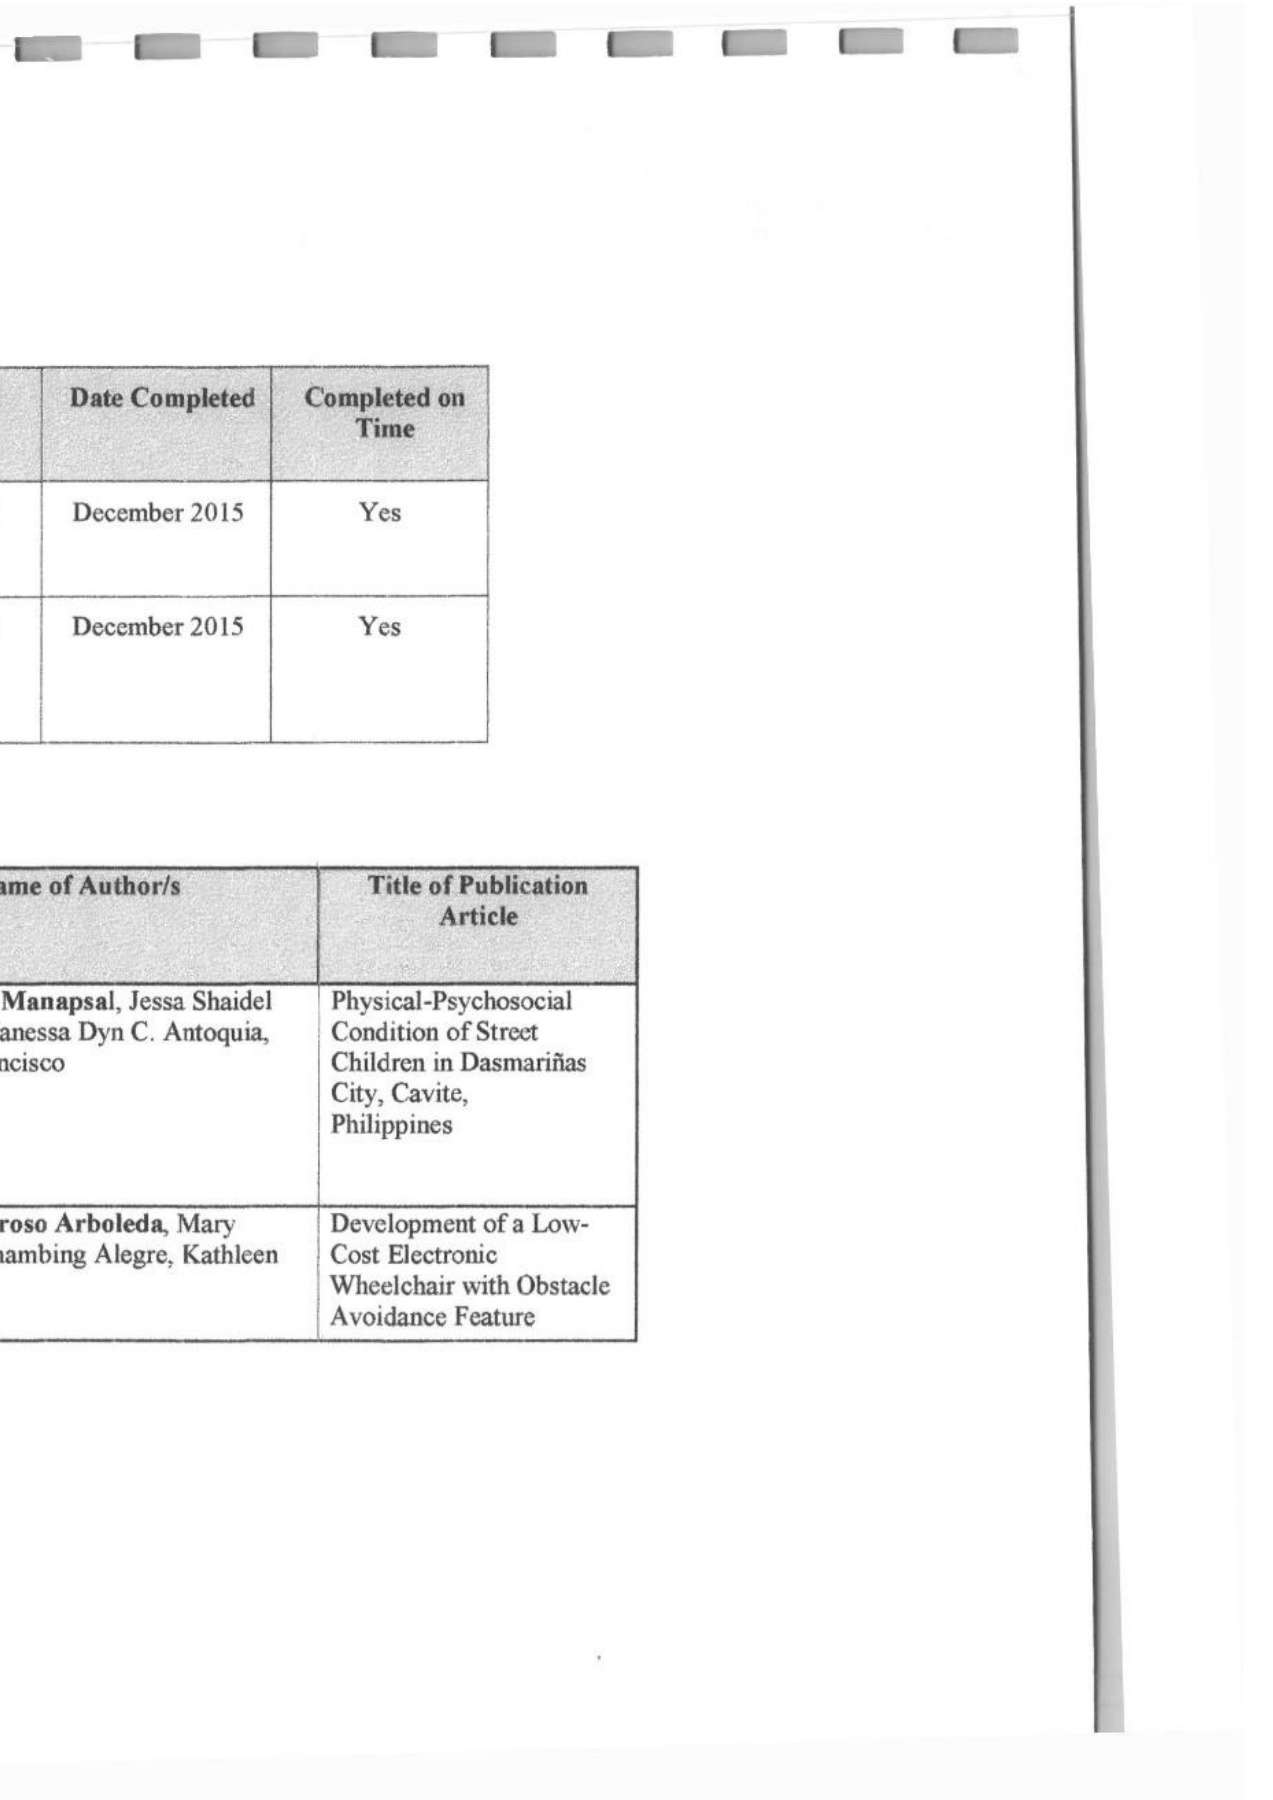 Date Completed
Completed on
Time
December 2015
Yes
December 2015
Yes
ame of Author/s
Title of Publication
Article
Manapsal, Jessa Shaidel
anessa Dyn C. Antoquia,
ncisco
Physical-Psychosocial
Condition of Street
Children in Dasmariñas
City, Cavite,
Philippines
roso Arboleda, Mary
ambing Alegre, Kathleen
Development of a Low-
Cost Electronic
Wheelchair with Obstacle
Avoidance Feature